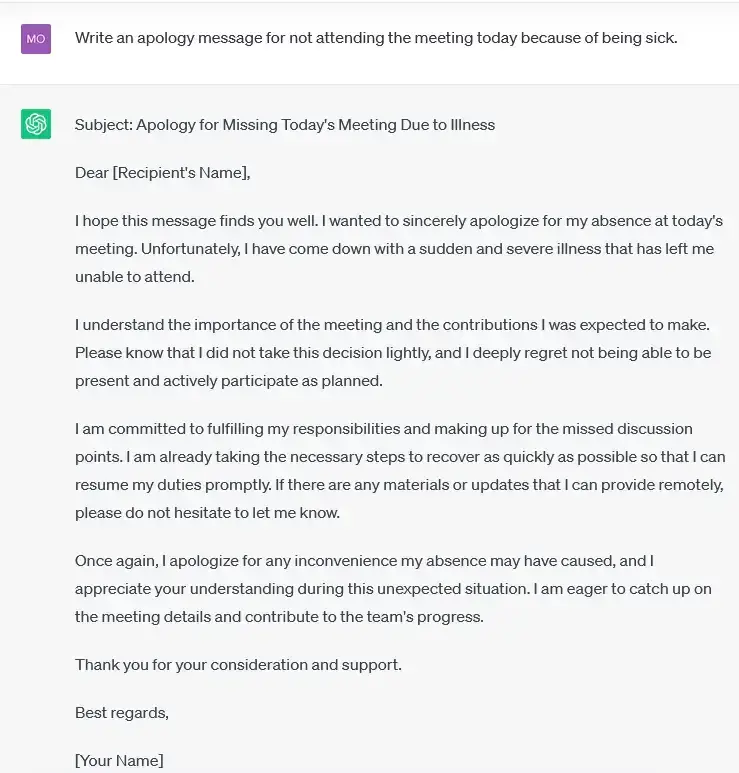 MO
Write an apology message for not attending the meeting today because of being sick.
Subject: Apology for Missing Today's Meeting Due to Illness
Dear [Recipient's Name],
I hope this message finds you well. I wanted to sincerely apologize for my absence at today's
meeting. Unfortunately, I have come down with a sudden and severe illness that has left me
unable to attend.
I understand the importance of the meeting and the contributions I was expected to make.
Please know that I did not take this decision lightly, and I deeply regret not being able to be
present and actively participate as planned.
I am committed to fulfilling my responsibilities and making up for the missed discussion
points. I am already taking the necessary steps to recover as quickly as possible so that I can
resume my duties promptly. If there are any materials or updates that I can provide remotely,
please do not hesitate to let me know.
Once again, I apologize for any inconvenience my absence may have caused, and I
appreciate your understanding during this unexpected situation. I am eager to catch up on
the meeting details and contribute to the team's progress.
Thank you for your consideration and support.
Best regards,
[Your Name]